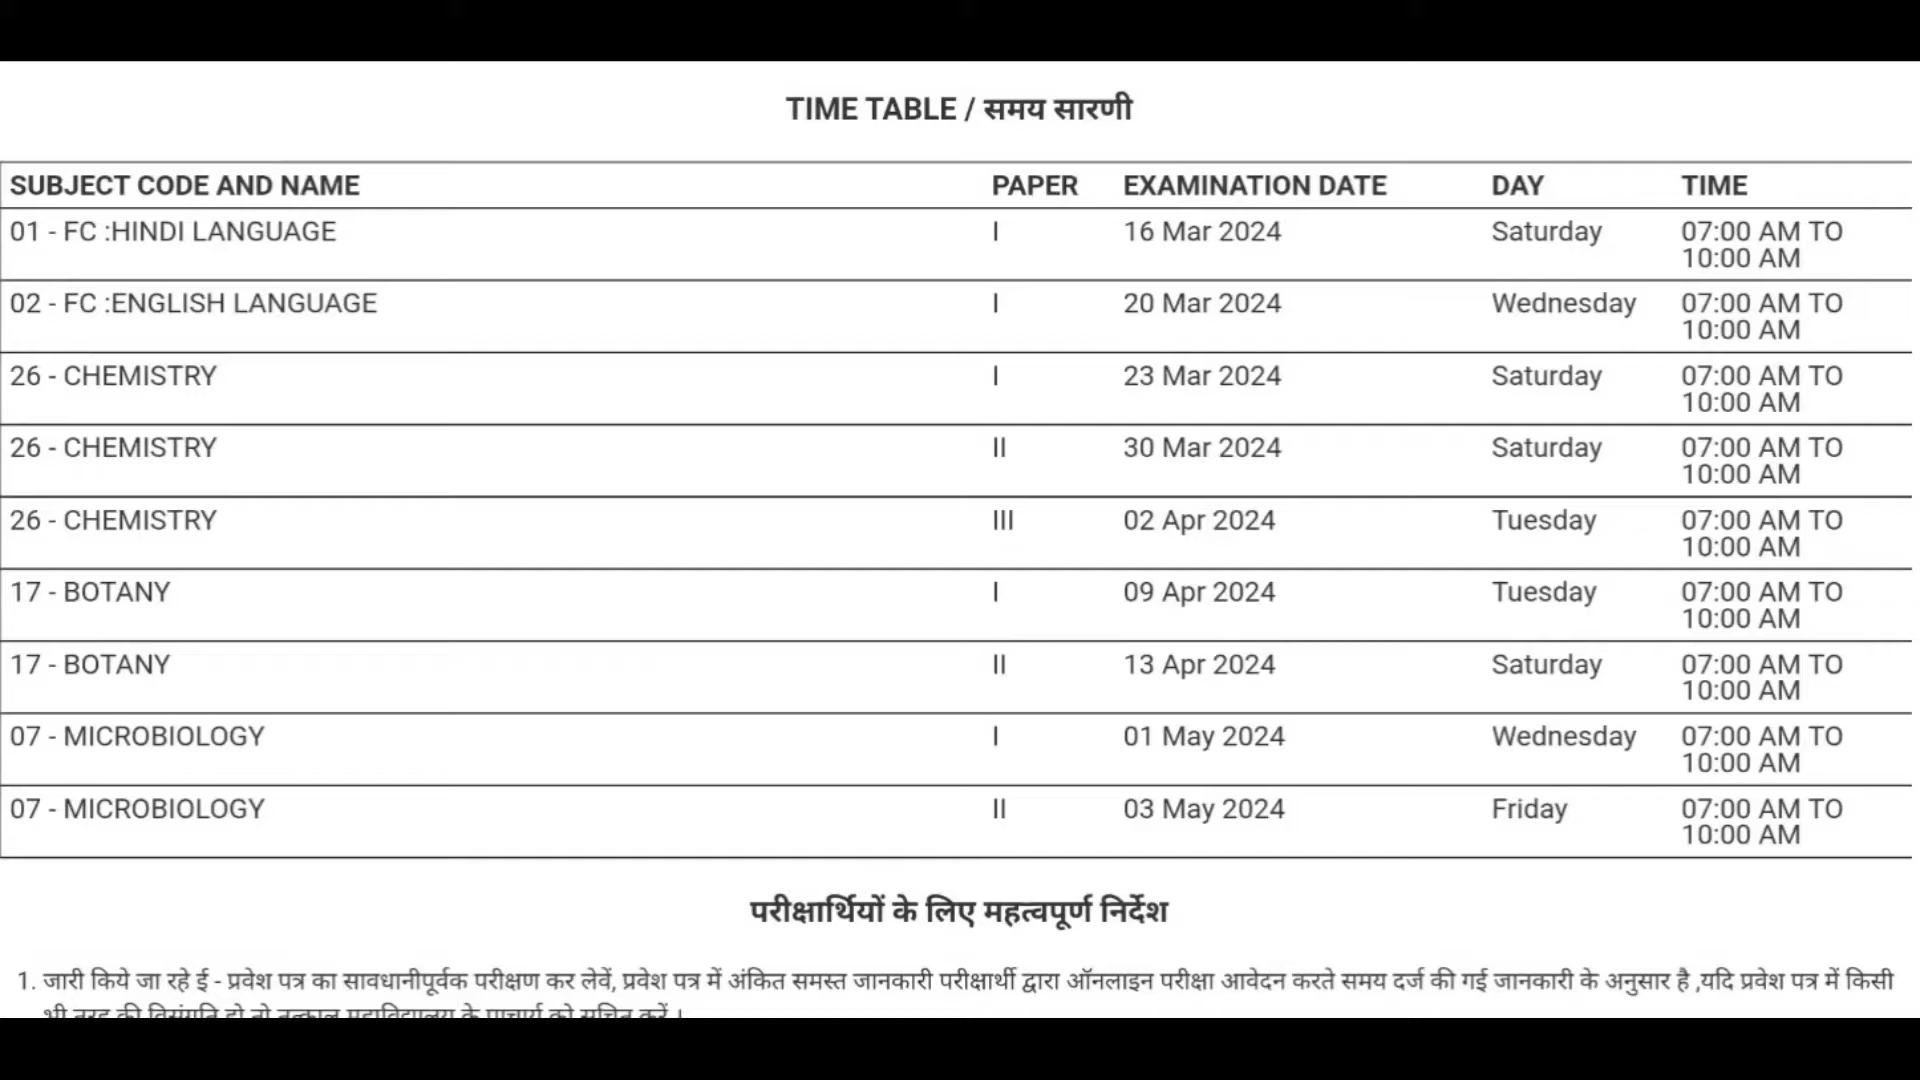 TIME TABLE / समय सारणी
SUBJECT CODE AND NAME PAPER EXAMINATION DATE DAY TIME
01 - FC :HINDI LANGUAGE I 16 Mar 2024 Saturday 07:00 AM TO
10:00 AM
02 - FC :ENGLISH LANGUAGE I 20 Mar 2024 Wednesday 07:00 AM TO
10:00 AM
26 - CHEMISTRY I 23 Mar 2024 Saturday 07:00 AM TO
10:00 AM
26 - CHEMISTRY II 30 Mar 2024 Saturday 07:00 AM TO
10:00 AM
26 - CHEMISTRY III 02 Apr 2024 Tuesday 07:00 AM TO
10:00 AM
17 - BOTANY I 09 Apr 2024 Tuesday 07:00 AM TO
10:00 AM
17 - BOTANY II 13 Apr 2024 Saturday 07:00 AM TO
10:00 AM
07 - MICROBIOLOGY I 01 May 2024 Wednesday 07:00 AM TO
10:00 AM
07 - MICROBIOLOGY II 03 May 2024 Friday 07:00 AM TO
10:00 AM
परीक्षार्थियों के लिए महत्वपूर्ण निर्देश
1. जारी किये जा रहे ई - प्रवेश पत्र का सावधानीपूर्वक परीक्षण कर लेवें, प्रवेश पत्र में अंकित समस्त जानकारी परीक्षार्थी द्वारा ऑनलाइन परीक्षा आवेदन करते समय दर्ज की गई जानकारी के अनुसार है ,यदि प्रवेश पत्र में किसी
भी तरह की विसंगति हो तो तत्काल महाविद्यालय के प्राचार्य को सूचित करें ।